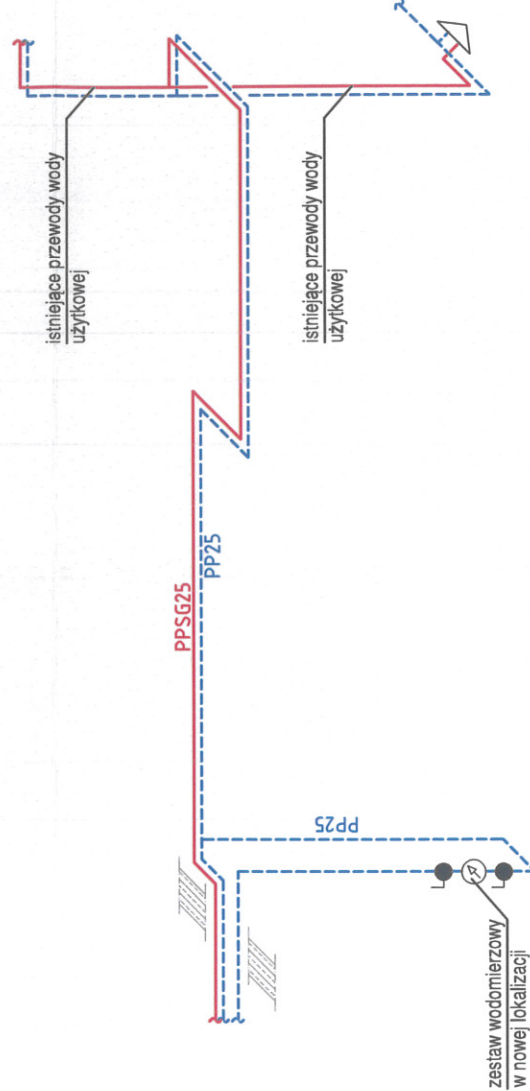 istniejące przewody wody
użytkowej
istniejące przewody wody
użytkowej
PPSG25
PP25
PP25
zestaw wodomierzowy
w nowej lokalizacji